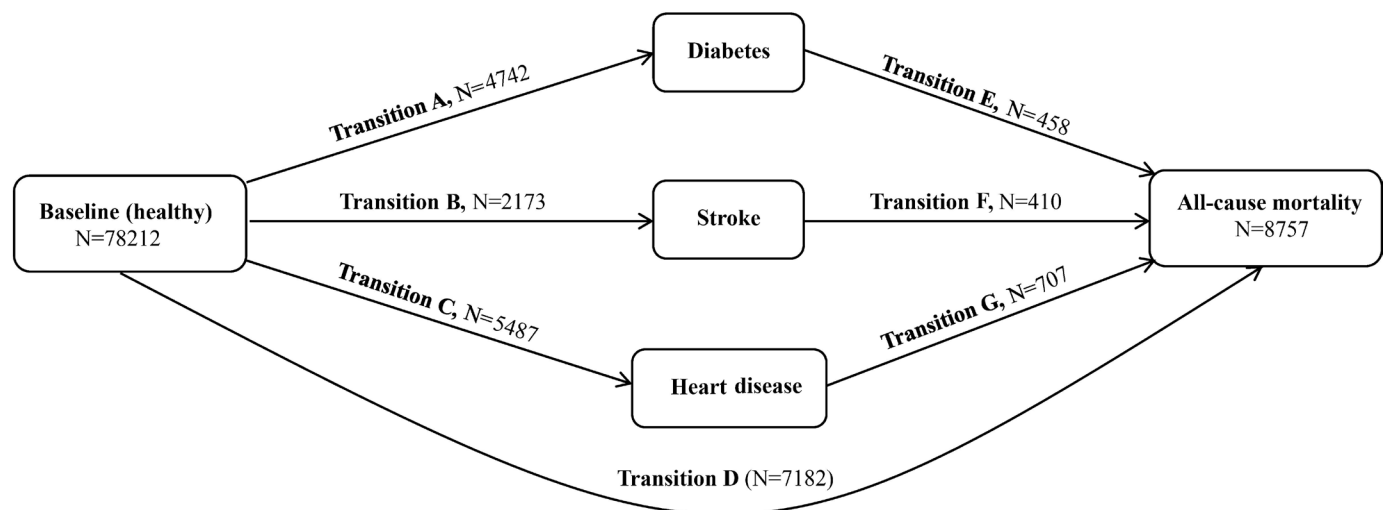 Diabetes
Transition A, N=4742
Transition E, N=458
Baseline (healthy)
N=78212
Transition B, N=2173
Stroke
Transition F, N=410
All-cause mortality
N=8757
Transition C, N=5487
Heart disease
Transition G, N=707
Transition D (N=7182)